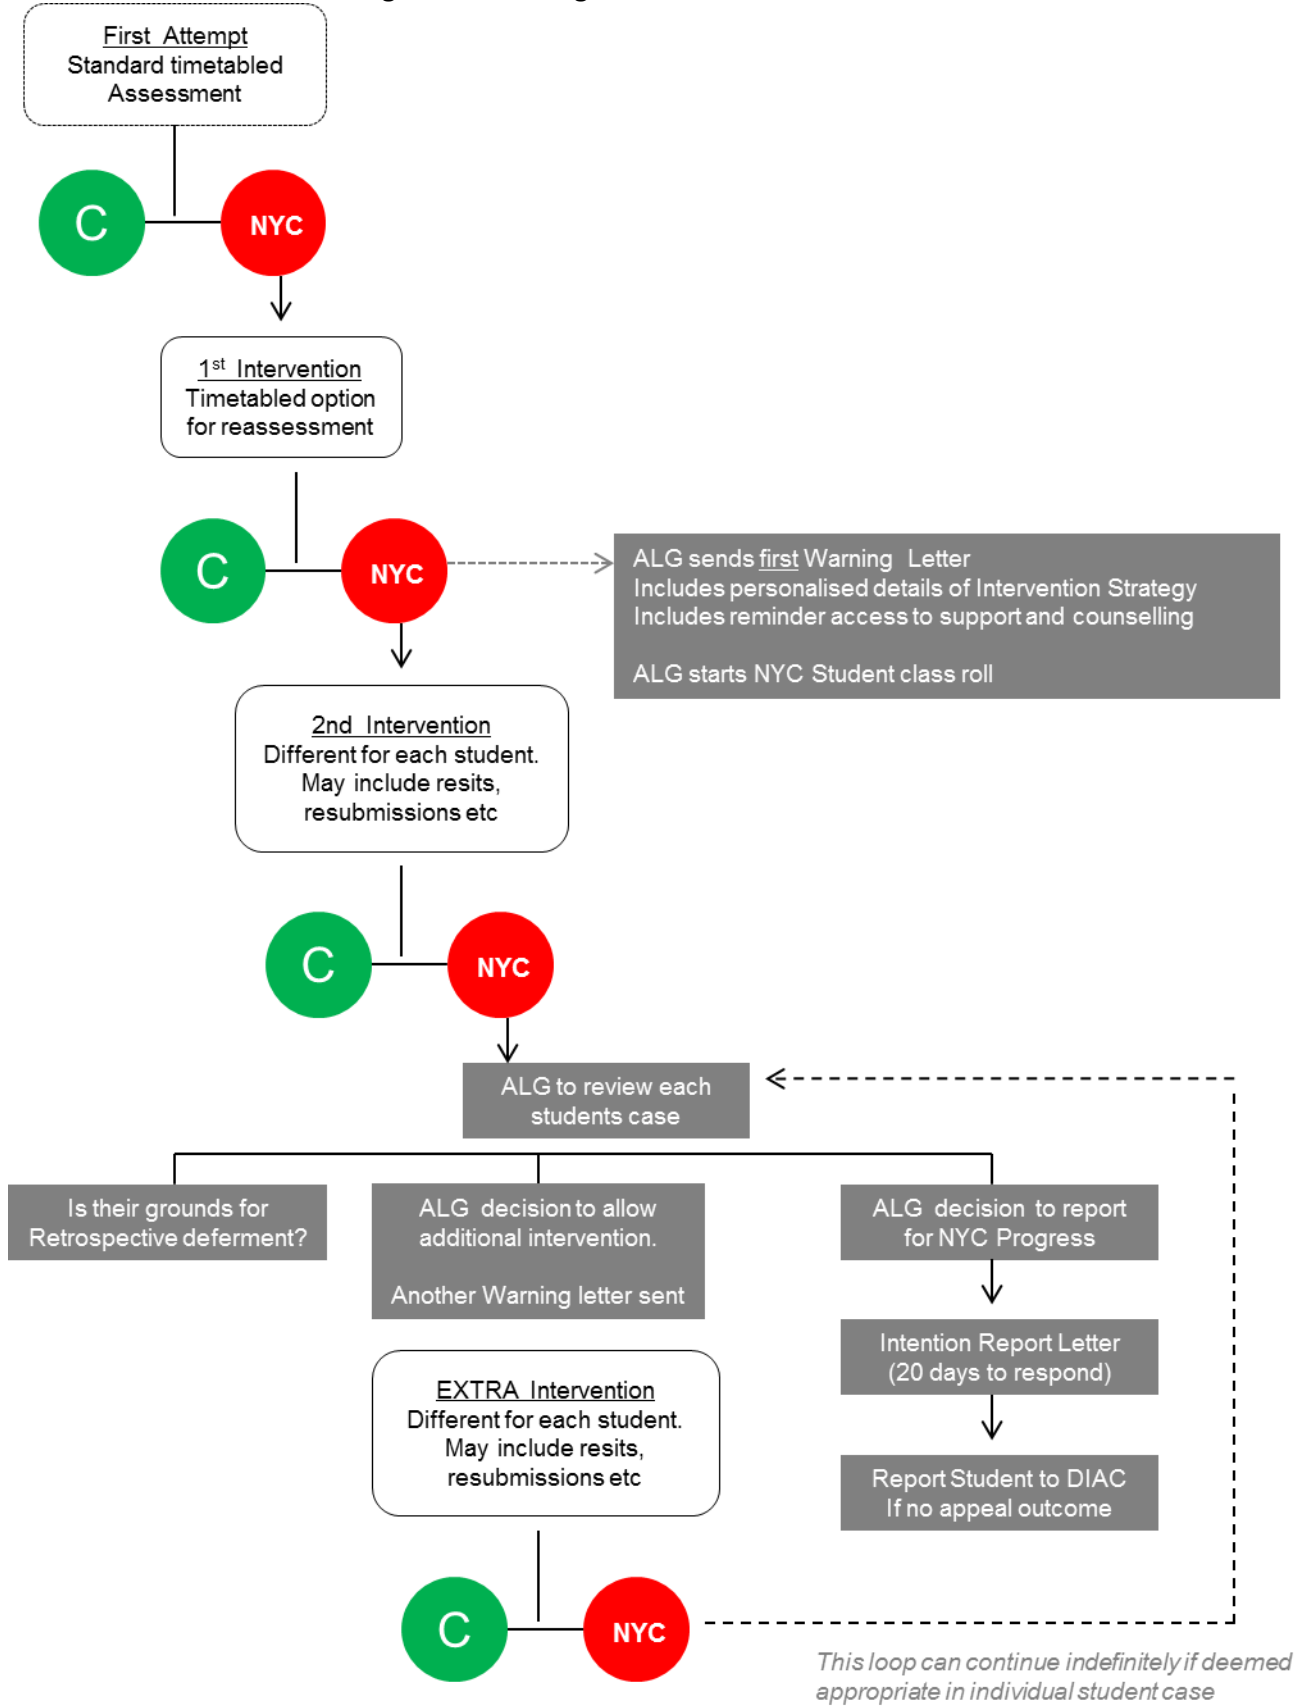 First Attempt
Standard timetabled
Assessment
C
NYC
1st Intervention
Timetabled option
for reassessment
C
NYC
ALG sends first Warning Letter
Includes personalised details of Intervention Strategy
Includes reminder access to support and counselling
ALG starts NYC Student class roll
2nd Intervention
Different for each student.
May include resits,
resubmissions etc
C
NYC
ALG to review each
students case
Is their grounds for
Retrospective deferment?
ALG decision to allow
additional intervention.
Another Warning letter sent
ALG decision to report
for NYC Progress
Intention Report Letter
(20 days to respond)
Report Student to DIAC
If no appeal outcome
EXTRA Intervention
Different for each student.
May include resits,
resubmissions etc
C
NYC
This loop can continue indefinitely if deemed
appropriate in individual student case